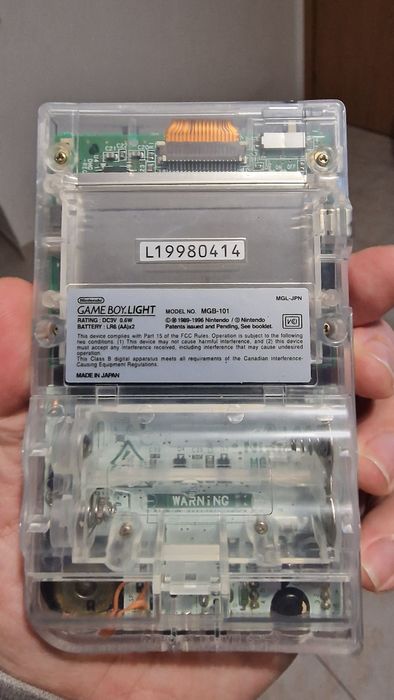 L19980414
Nintendo
GAME BOY LIGHT
MGL-JPN
RATING : DC3V 0.6W
BATTERY : LR6 (AA)x2
MODEL NO. MGB-101
©℗ 1989-1996 Nintendo / ℗ Nintendo
Patents issued and Pending, See booklet.
This device complies with Part 15 of the FCC Rules. Operation is subject to the following
two conditions. (1) This device may not cause harmful interference, and (2) this device
must accept any interference received, including interference that may cause undesired
operation.
This Class B digital apparatus meets all requirements of the Canadian Interference-
Causing Equipment Regulations.
MADE IN JAPAN
WARNING